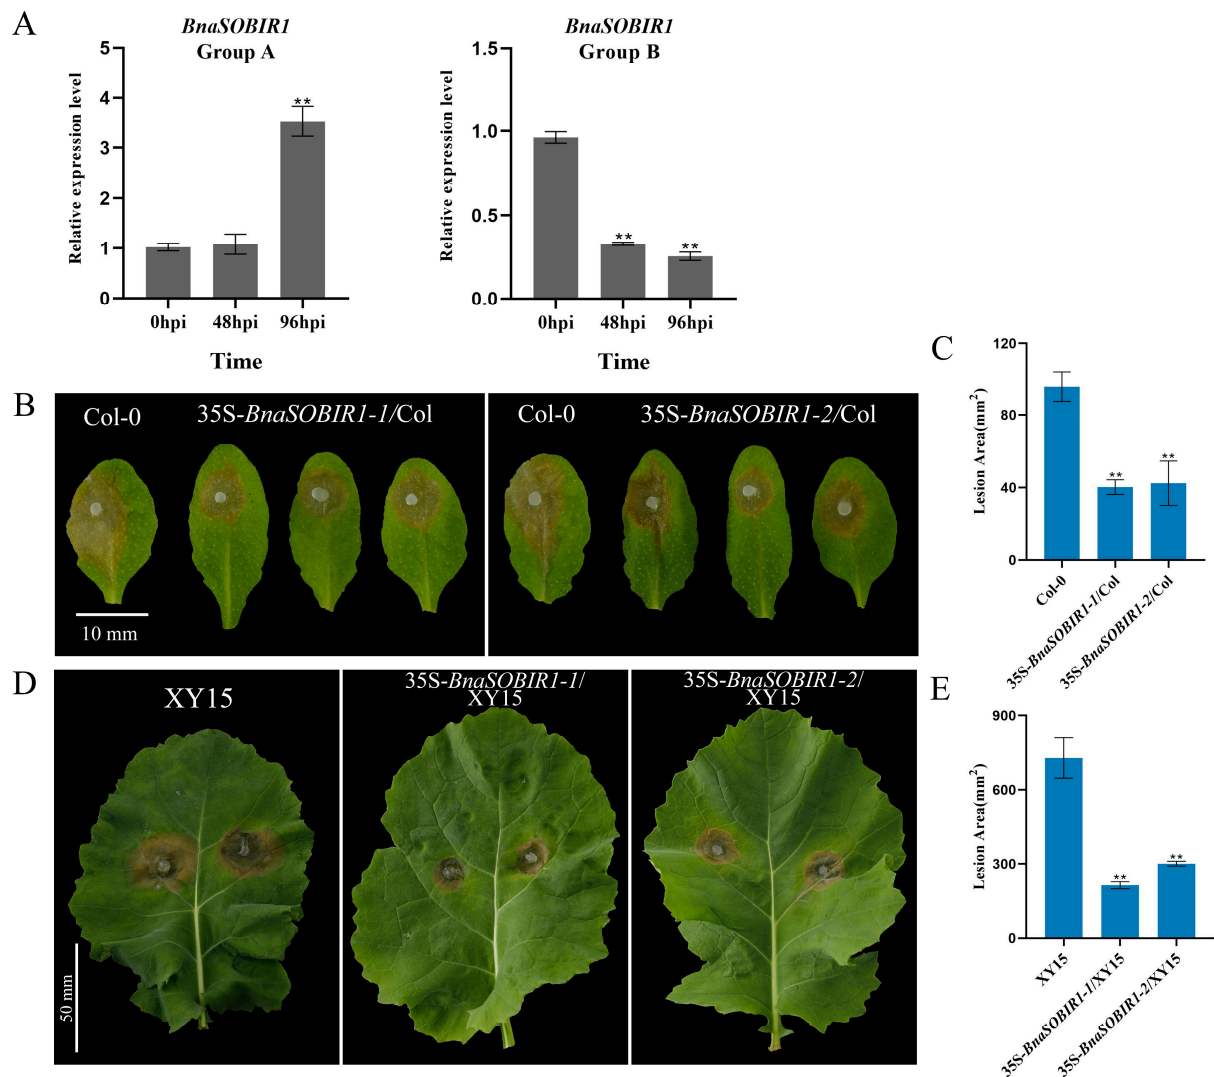 A
BnaSOBIR1
Group A
Relative expression level
5
4
3
2
1
0
0hpi
48hpi
96hpi
**
Time
BnaSOBIR1
Group B
Relative expression level
1.5
1.0
0.5
0.0
0hpi
48hpi
96hpi
**
**
Time
B
Col-0
35S-BnaSOBIR1-1/Col
10 mm
Col-0
35S-BnaSOBIR1-2/Col
C
Lesion Area(mm²)
120
80
40
0
**
**
Col-0
35S-BnaSOBIR1-1/Col
35S-BnaSOBIR1-2/Col
D
XY15
50 mm
35S-BnaSOBIR1-1/
XY15
35S-BnaSOBIR1-2/
XY15
E
Lesion Area(mm²)
900
600
300
0
**
**
XY15
35S-BnaSOBIR1-1/XY15
35S-BnaSOBIR1-2/XY15